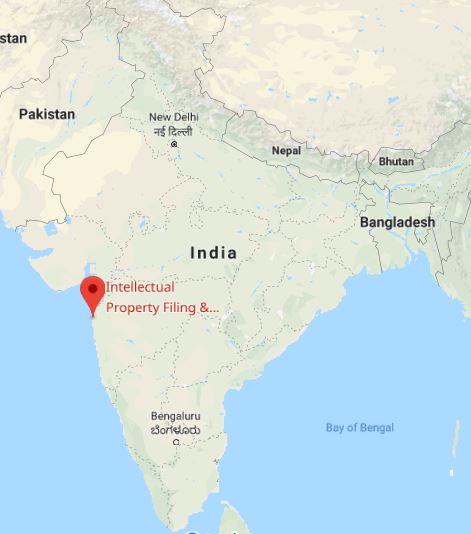 stan
Pakistan
New Delhi
नई दिल्ली
Nepal
Bhutan
Bangladesh
India
Intellectual
Property Filing &...
Bengaluru
ಬೆಂಗಳೂರು
Bay of Bengal